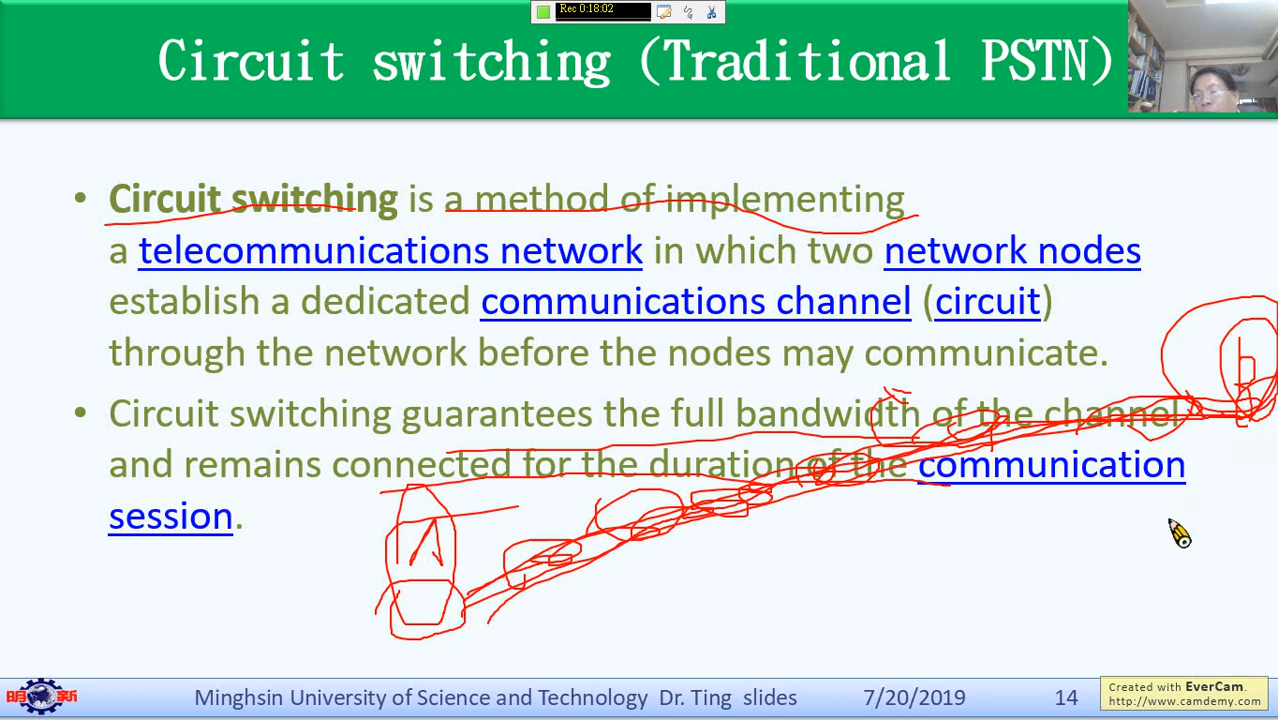 Rec 0:18:02
Circuit switching (Traditional PSTN)
• Circuit switching is a method of implementing
a telecommunications network in which two network nodes
establish a dedicated communications channel (circuit)
through the network before the nodes may communicate.
• Circuit switching guarantees the full bandwidth of the channel
and remains connected for the duration of the communication
session.
A
b
明 新
Minghsin University of Science and Technology Dr. Ting slides
7/20/2019
14
Created with EverCam.
http://www.camdemy.com